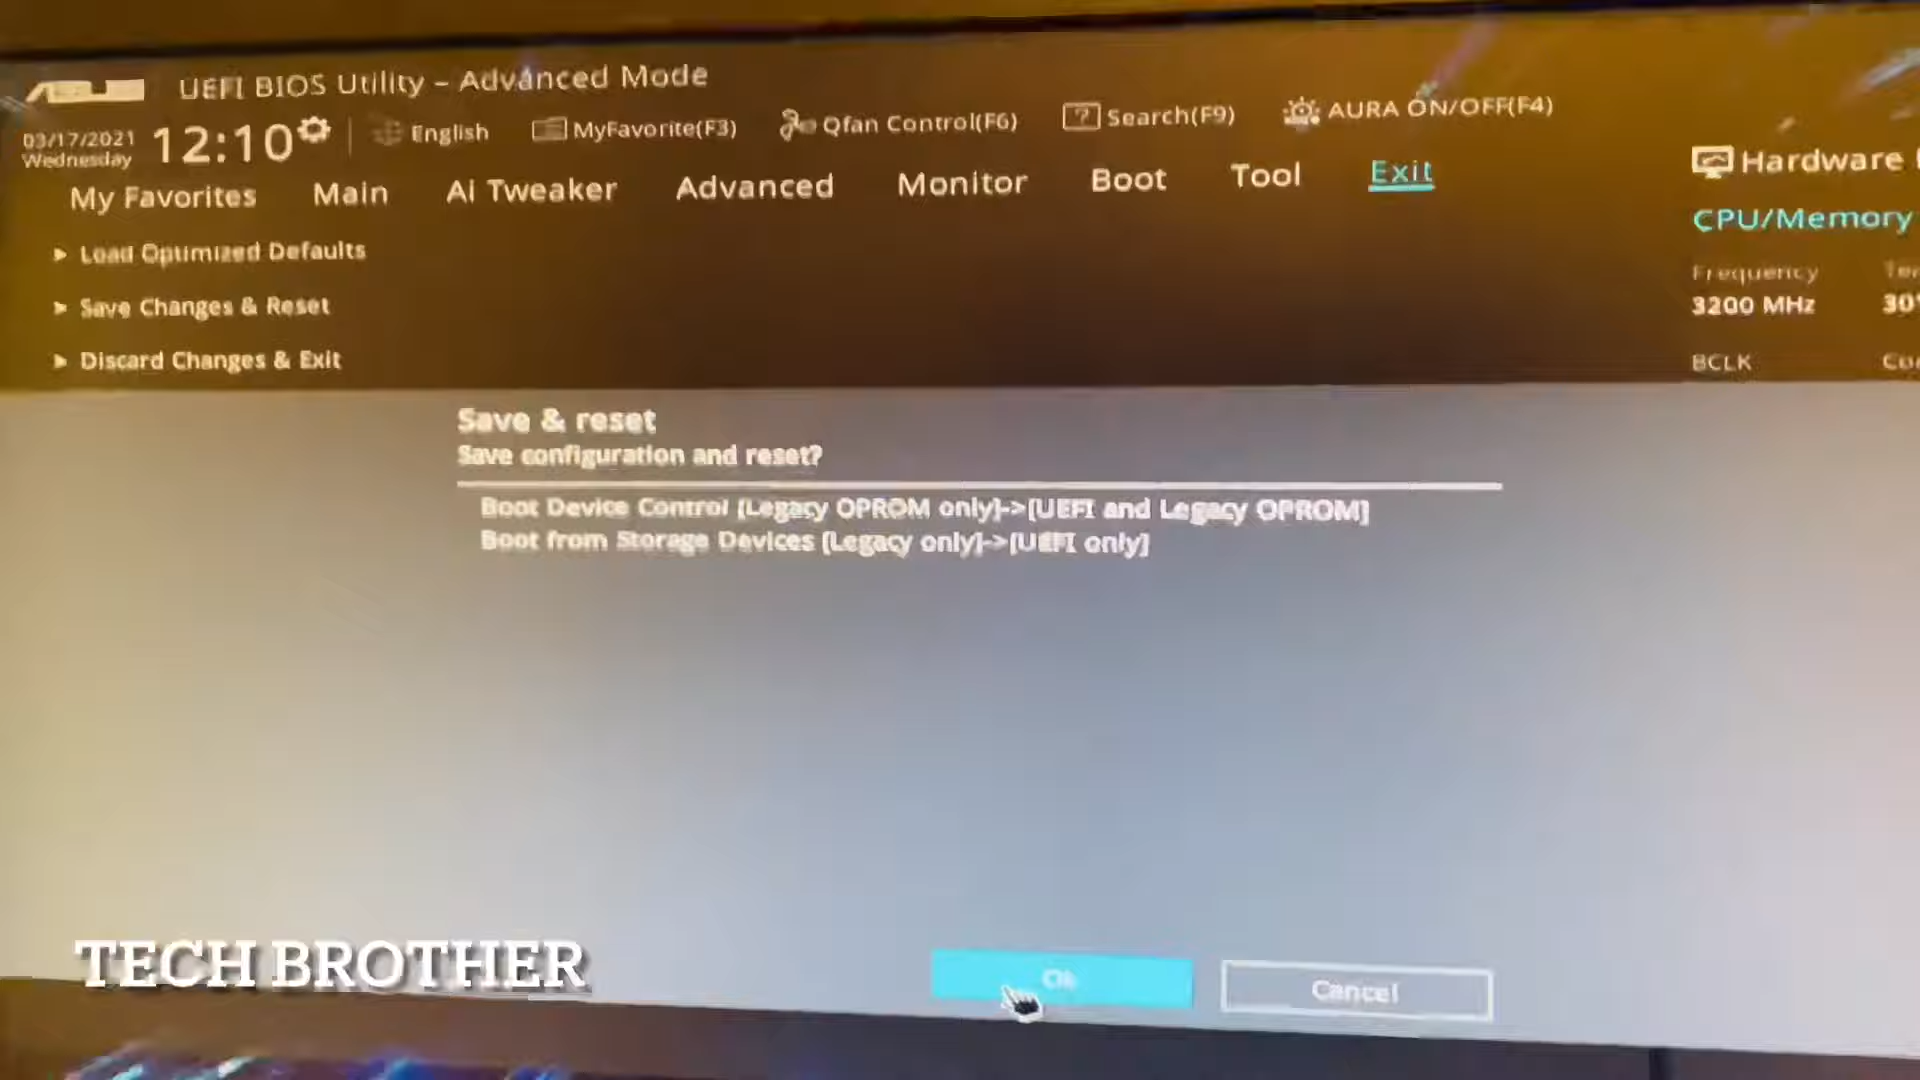 ASUS UEFI BIOS Utility – Advanced Mode
03/17/2021
Wednesday
12:10
English
MyFavorite(F3)
Qfan Control(F6)
Search(F9)
AURA ON/OFF(F4)
My Favorites
Main
Ai Tweaker
Advanced
Monitor
Boot
Tool
Exit
Hardware
CPU/Memory
Load Optimized Defaults
Save Changes & Reset
Discard Changes & Exit
Frequency
3200 MHz
30°
BCLK
Save & reset
Save configuration and reset?
Boot Device Control [Legacy OPROM only]->[UEFI and Legacy OPROM]
Boot from Storage Devices [Legacy only]->[UEFI only]
Ok
Cancel
TECH BROTHER